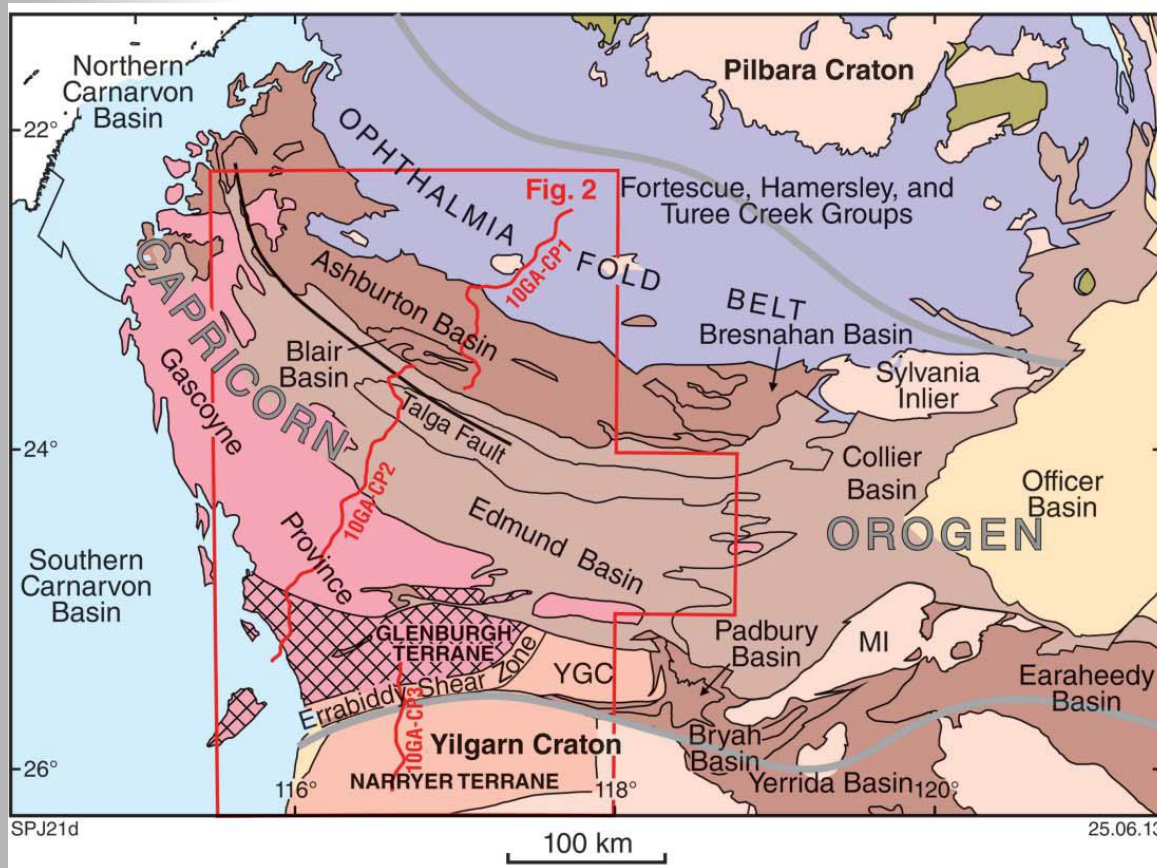 Northern
Carnarvon
Basin
Pilbara Craton
22°
OPHTHALMIA
FOLD
BELT
Fig. 2
Fortescue, Hamersley, and
Turee Creek Groups
10GA-CP1
CAPRICORN
Ashburton Basin
Bresnahan Basin
Blair
Basin
Sylvania
Inlier
Gascoyne
Province
Talga Fault
24°
Collier
Basin
Officer
Basin
10GA-CP2
Edmund Basin
OROGEN
Southern
Carnarvon
Basin
GLENBURGH
TERRANE
Padbury
Basin
MI
Errabiddy Shear Zone
YGC
Earaheedy
Basin
10GA-CP3
Yilgarn Craton
Bryah
Basin
26°
116°
NARRYER TERRANE
118°
Yerrida Basin
120°
SPJ21d
100 km
25.06.13